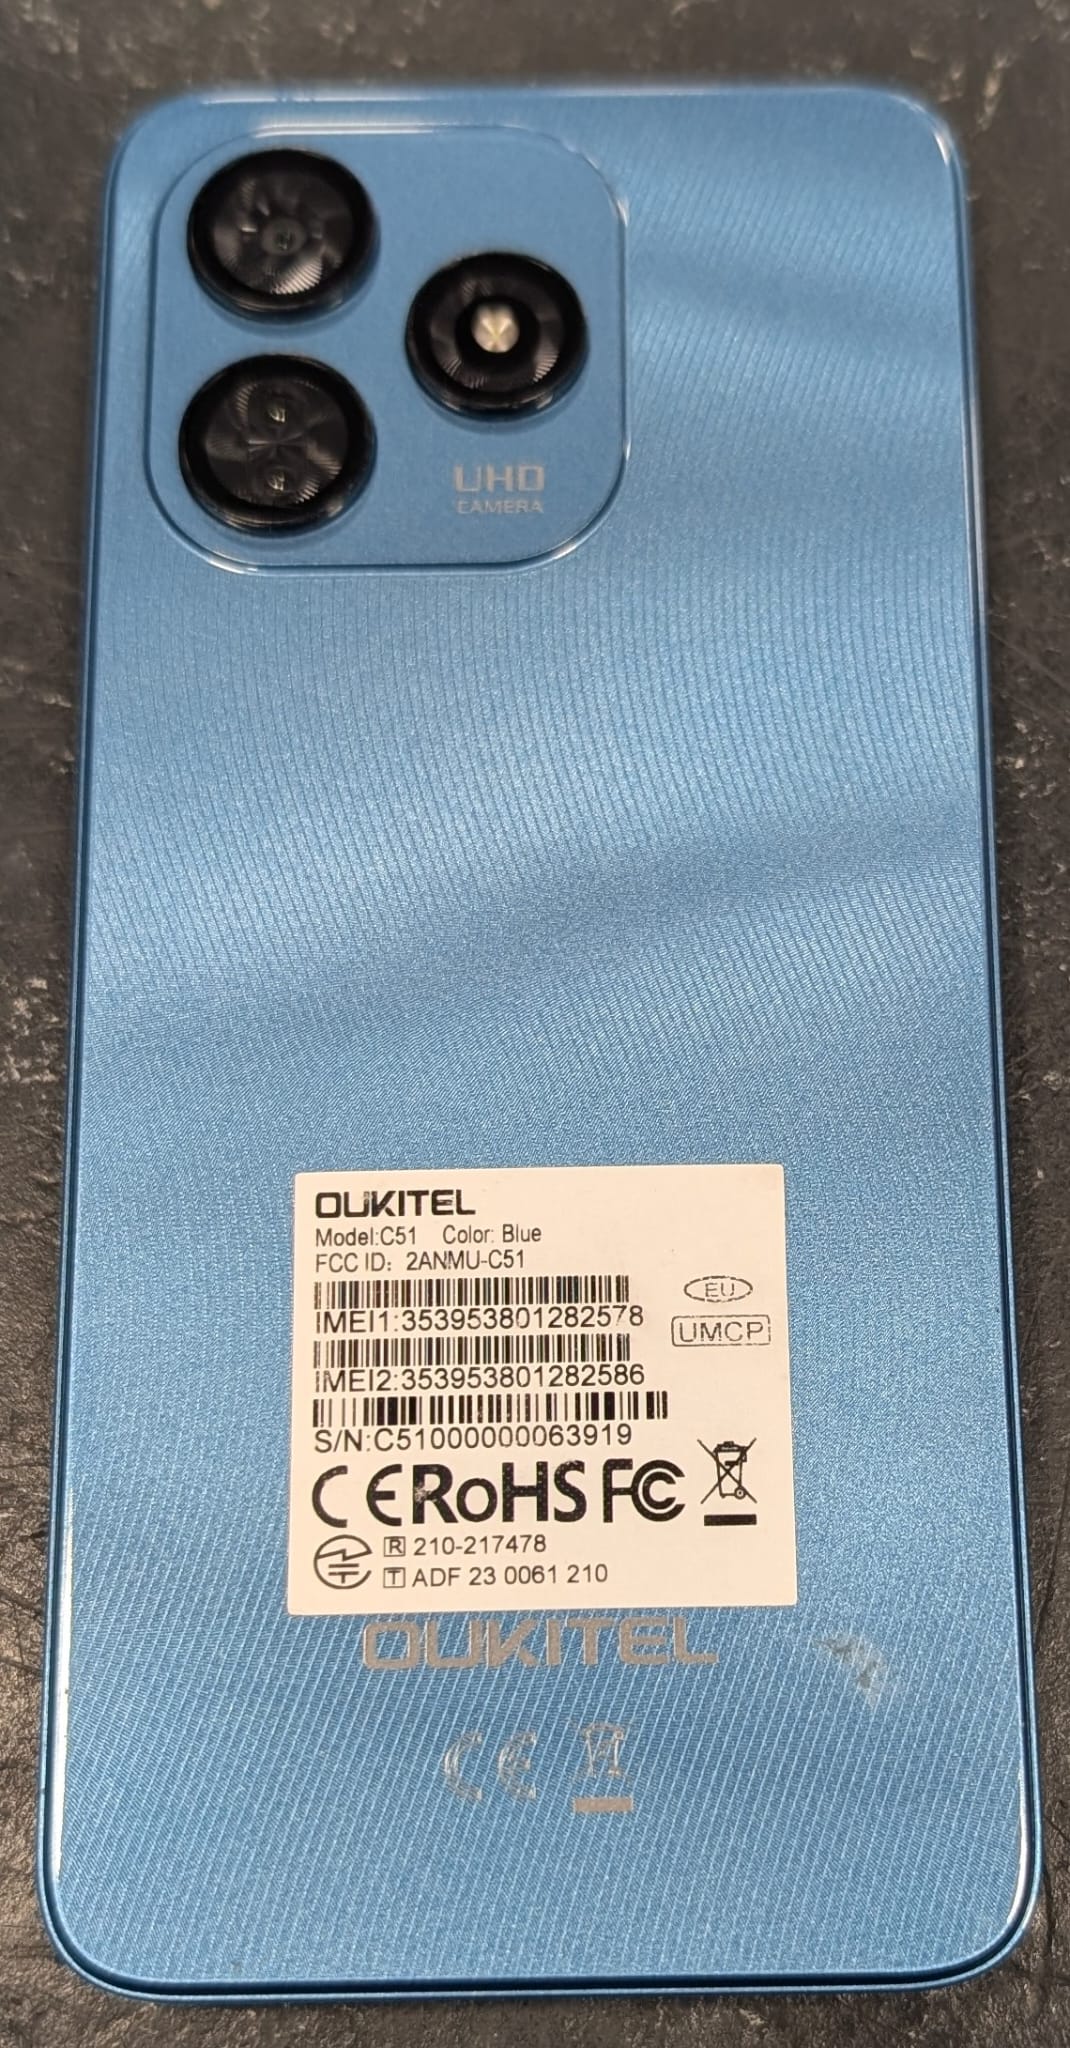 UHD
CAMERA
OUKITEL
Model:C51 Color: Blue
FCC ID: 2ANMU-C51
EU
IMEI1:353953801282578
UMCP
IMEI2:353953801282586
S/N:C51000000063919
CE RoHS FC
R 210-217478
T ADF 23 0061 210
OUKITEL
CE